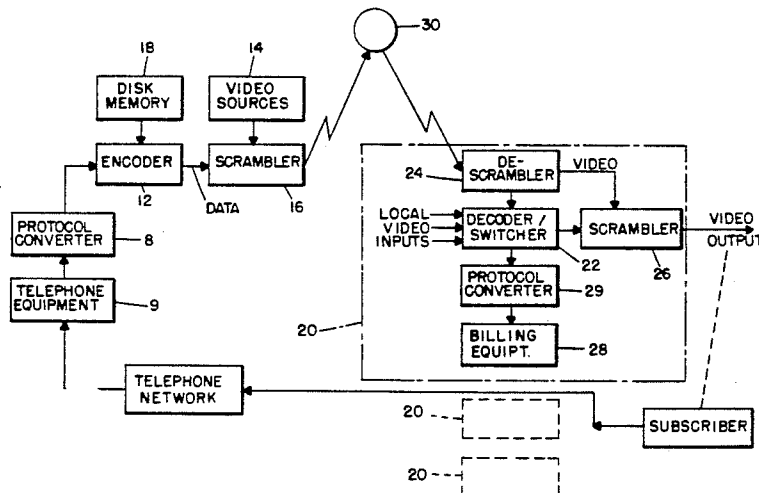 30
18
14
DISK
MEMORY
VIDEO
SOURCES
ENCODER
SCRAMBLER
12
DATA
16
PROTOCOL
CONVERTER
8
TELEPHONE
EQUIPMENT
9
TELEPHONE
NETWORK
24
DE-
SCRAMBLER
VIDEO
LOCAL
VIDEO
INPUTS
DECODER /
SWITCHER
22
SCRAMBLER
26
VIDEO
OUTPUT
PROTOCOL
CONVERTER
29
20
BILLING
EQUIPT.
28
20
SUBSCRIBER
20